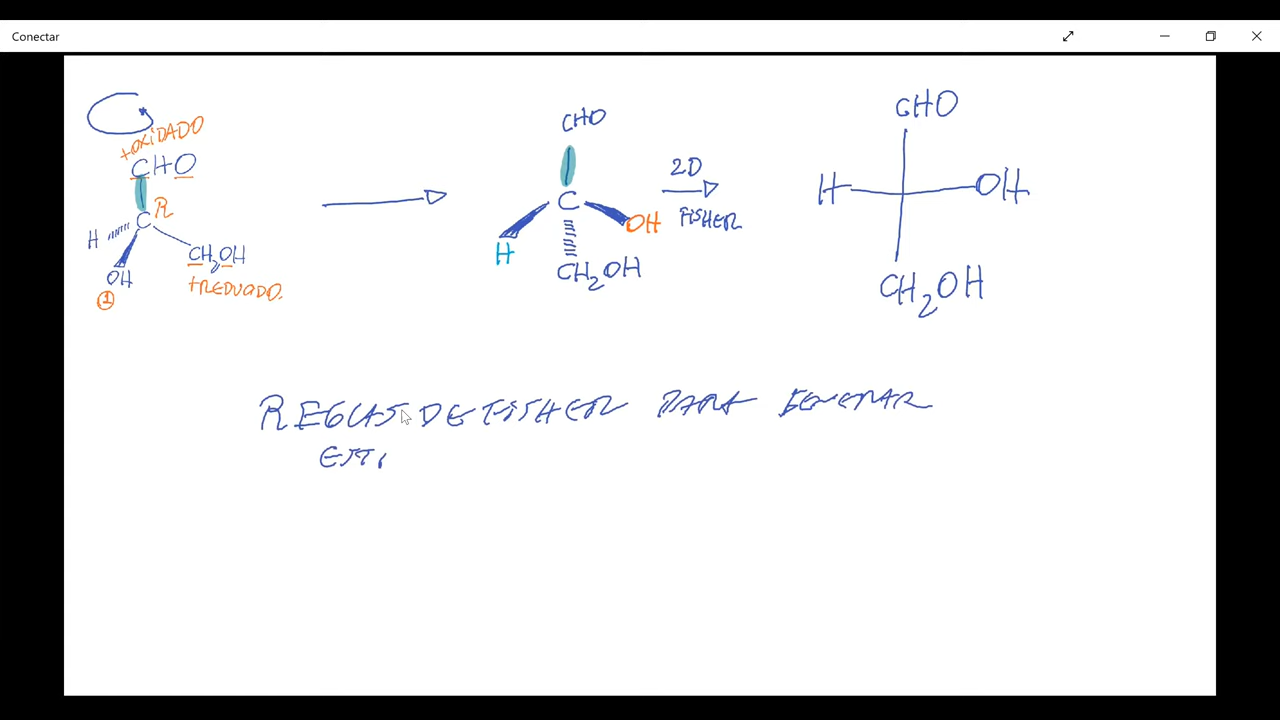 Conectar
+OXIDADO
CHO
R
C
H
OH
CH2OH
1
+REDUCIDO.
CHO
C
H
OH
CH2OH
2D
FISHER
CHO
H
OH
CH2OH
REGLAS DE FISHER PARA GENERAR